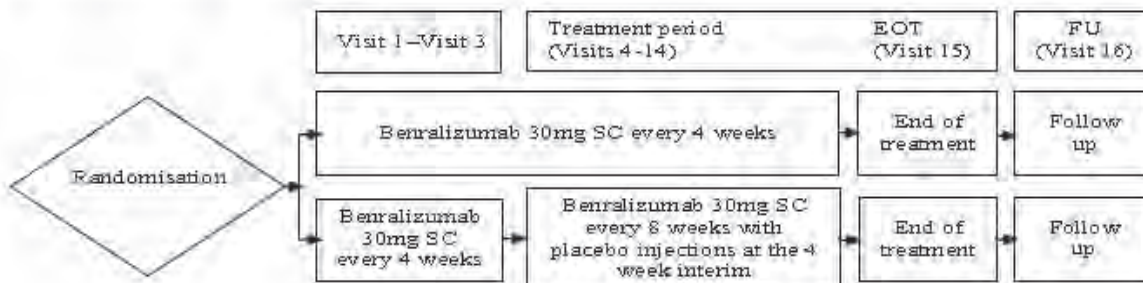 Visit 1–Visit 3
Treatment period
(Visits 4-14)
EOT
(Visit 15)
FU
(Visit 16)
Randomisation
Benralizumab 30mg SC every 4 weeks
End of
treatment
Follow
up
Benralizumab
30mg SC
every 4 weeks
Benralizumab 30mg SC
every 8 weeks with
placebo injections at the 4
week interim
End of
treatment
Follow
up